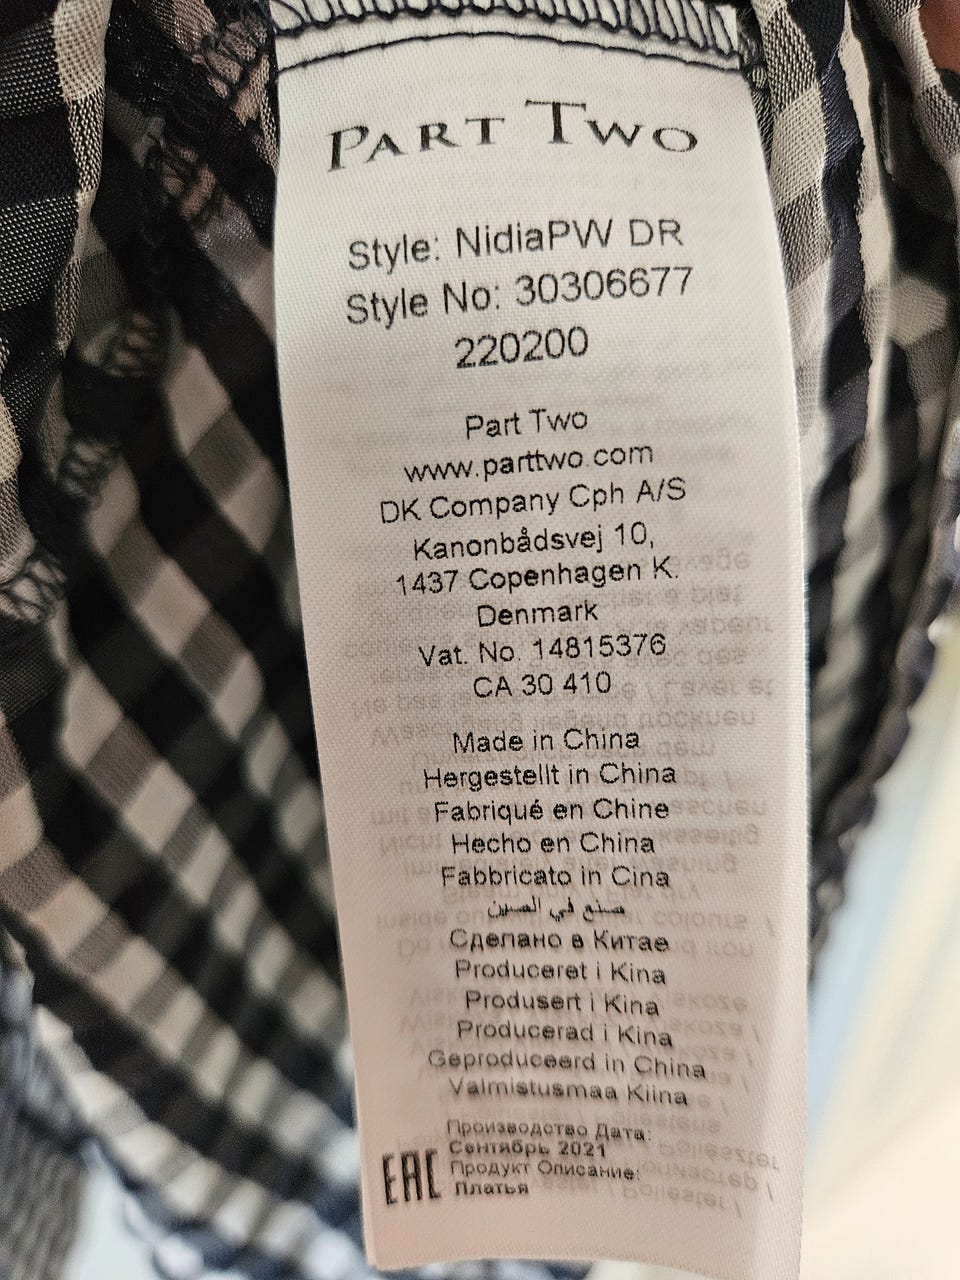 PART TWO
Style: NidiaPW DR
Style No: 30306677
220200
Part Two
www.parttwo.com
DK Company Cph A/S
Kanonbådsvej 10,
1437 Copenhagen K.
Denmark
Vat. No. 14815376
CA 30 410
Made in China
Hergestellt in China
Fabriqué en Chine
Hecho en China
Fabbricato in Cina
صنع في الصين
Сделано в Китае
Produceret i Kina
Produsert i Kina
Producerad i Kina
Geproduceerd in China
Valmistusmaa Kiina
Производство Дата:
Сентябрь 2021
EAC Продукт Описание:
Платья